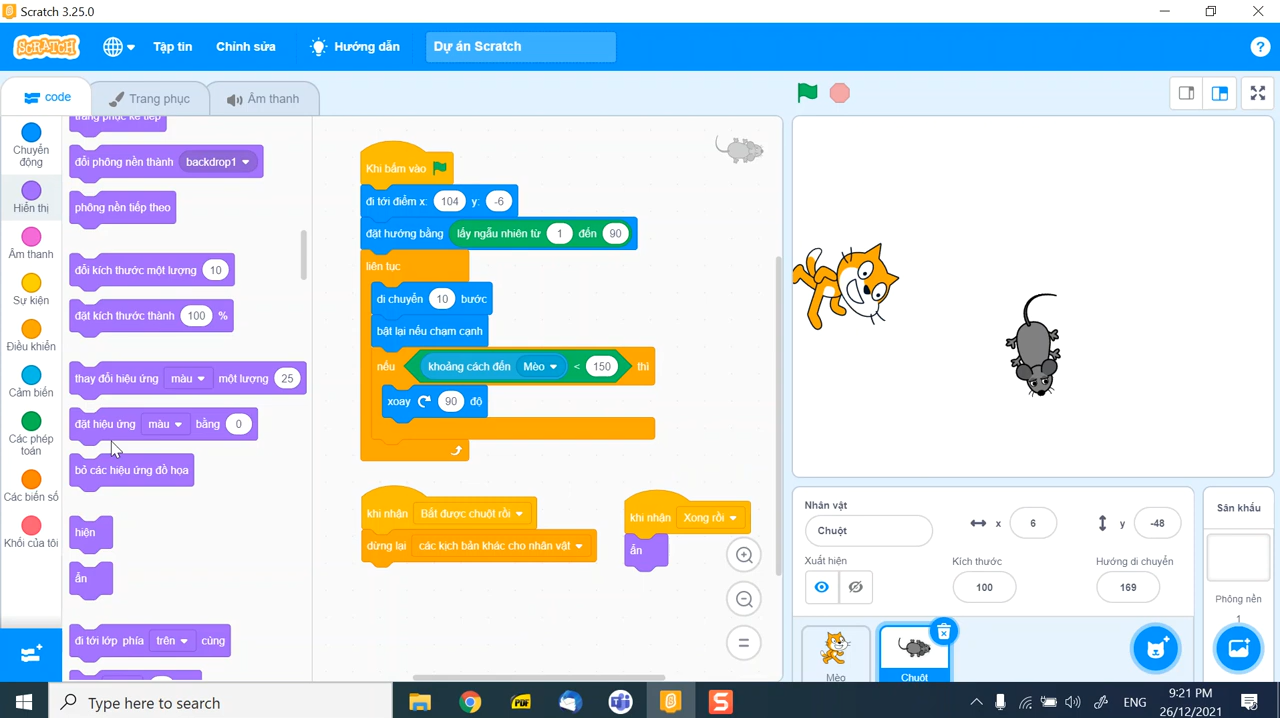 Scratch 3.25.0
SCRATCH
Tập tin
Chỉnh sửa
Hướng dẫn
Dự án Scratch
?
code
Trang phục
Âm thanh
Chuyển động
Hiển thị
Âm thanh
Sự kiện
Điều khiển
Cảm biến
Các phép toán
Các biến số
Khối của tôi
trang phục kế tiếp
đổi phông nền thành backdrop1
phông nền tiếp theo
đổi kích thước một lượng 10
đặt kích thước thành 100 %
thay đổi hiệu ứng màu một lượng 25
đặt hiệu ứng màu bằng 0
bỏ các hiệu ứng đồ họa
hiện
ẩn
đi tới lớp phía trên cùng
Khi bấm vào
đi tới điểm x: 104 y: -6
đặt hướng bằng lấy ngẫu nhiên từ 1 đến 90
liên tục
di chuyển 10 bước
bật lại nếu chạm cạnh
nếu khoảng cách đến Mèo < 150 thì
xoay 90 độ
khi nhận Bắt được chuột rồi
dừng lại các kịch bản khác cho nhân vật
khi nhận Xong rồi
ẩn
Nhân vật
Chuột
x 6
y -48
Xuất hiện
Kích thước
100
Hướng di chuyển
169
Mèo
Chuột
Sân khấu
Phông nền
1
Type here to search
PDF
S
ENG
9:21 PM
26/12/2021